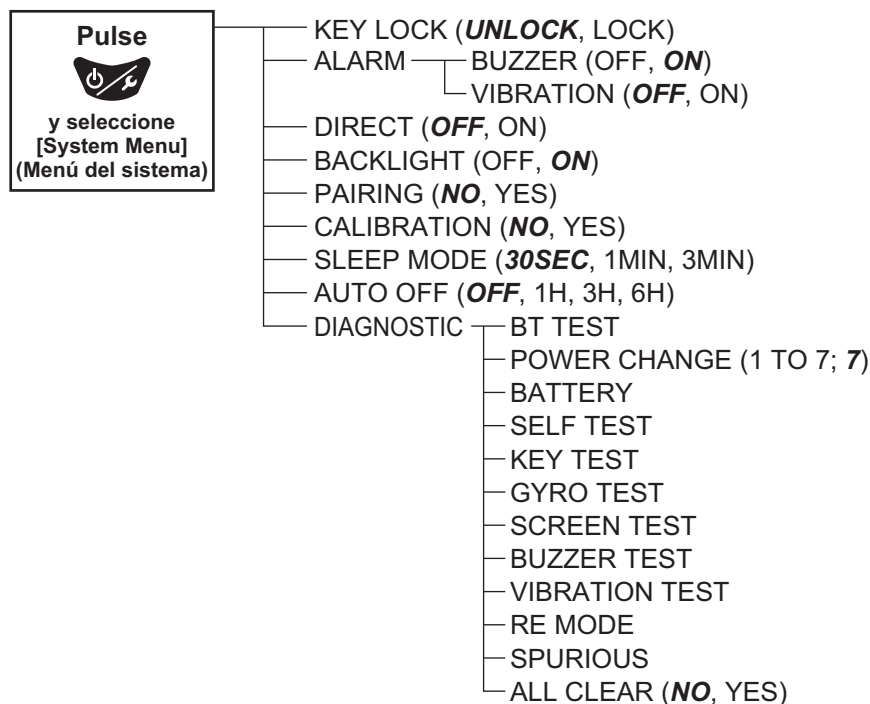 Pulse
y seleccione
[System Menu]
(Menú del sistema)
KEY LOCK (UNLOCK, LOCK)
ALARM
BUZZER (OFF, ON)
VIBRATION (OFF, ON)
DIRECT (OFF, ON)
BACKLIGHT (OFF, ON)
PAIRING (NO, YES)
CALIBRATION (NO, YES)
SLEEP MODE (30SEC, 1MIN, 3MIN)
AUTO OFF (OFF, 1H, 3H, 6H)
DIAGNOSTIC
BT TEST
POWER CHANGE (1 TO 7; 7)
BATTERY
SELF TEST
KEY TEST
GYRO TEST
SCREEN TEST
BUZZER TEST
VIBRATION TEST
RE MODE
SPURIOUS
ALL CLEAR (NO, YES)